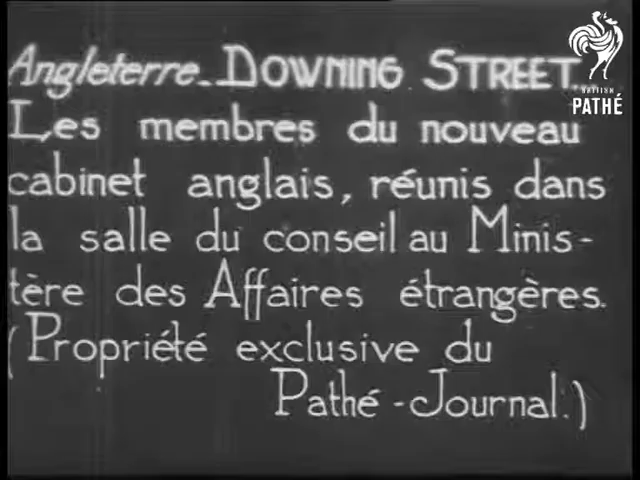 Angleterre_DOWNING STREET
Les membres du nouveau
cabinet anglais, réunis dans
la salle du conseil au Minis-
tère des Affaires étrangères.
(Propriété exclusive du
Pathé-Journal.)
BRITISH
PATHÉ